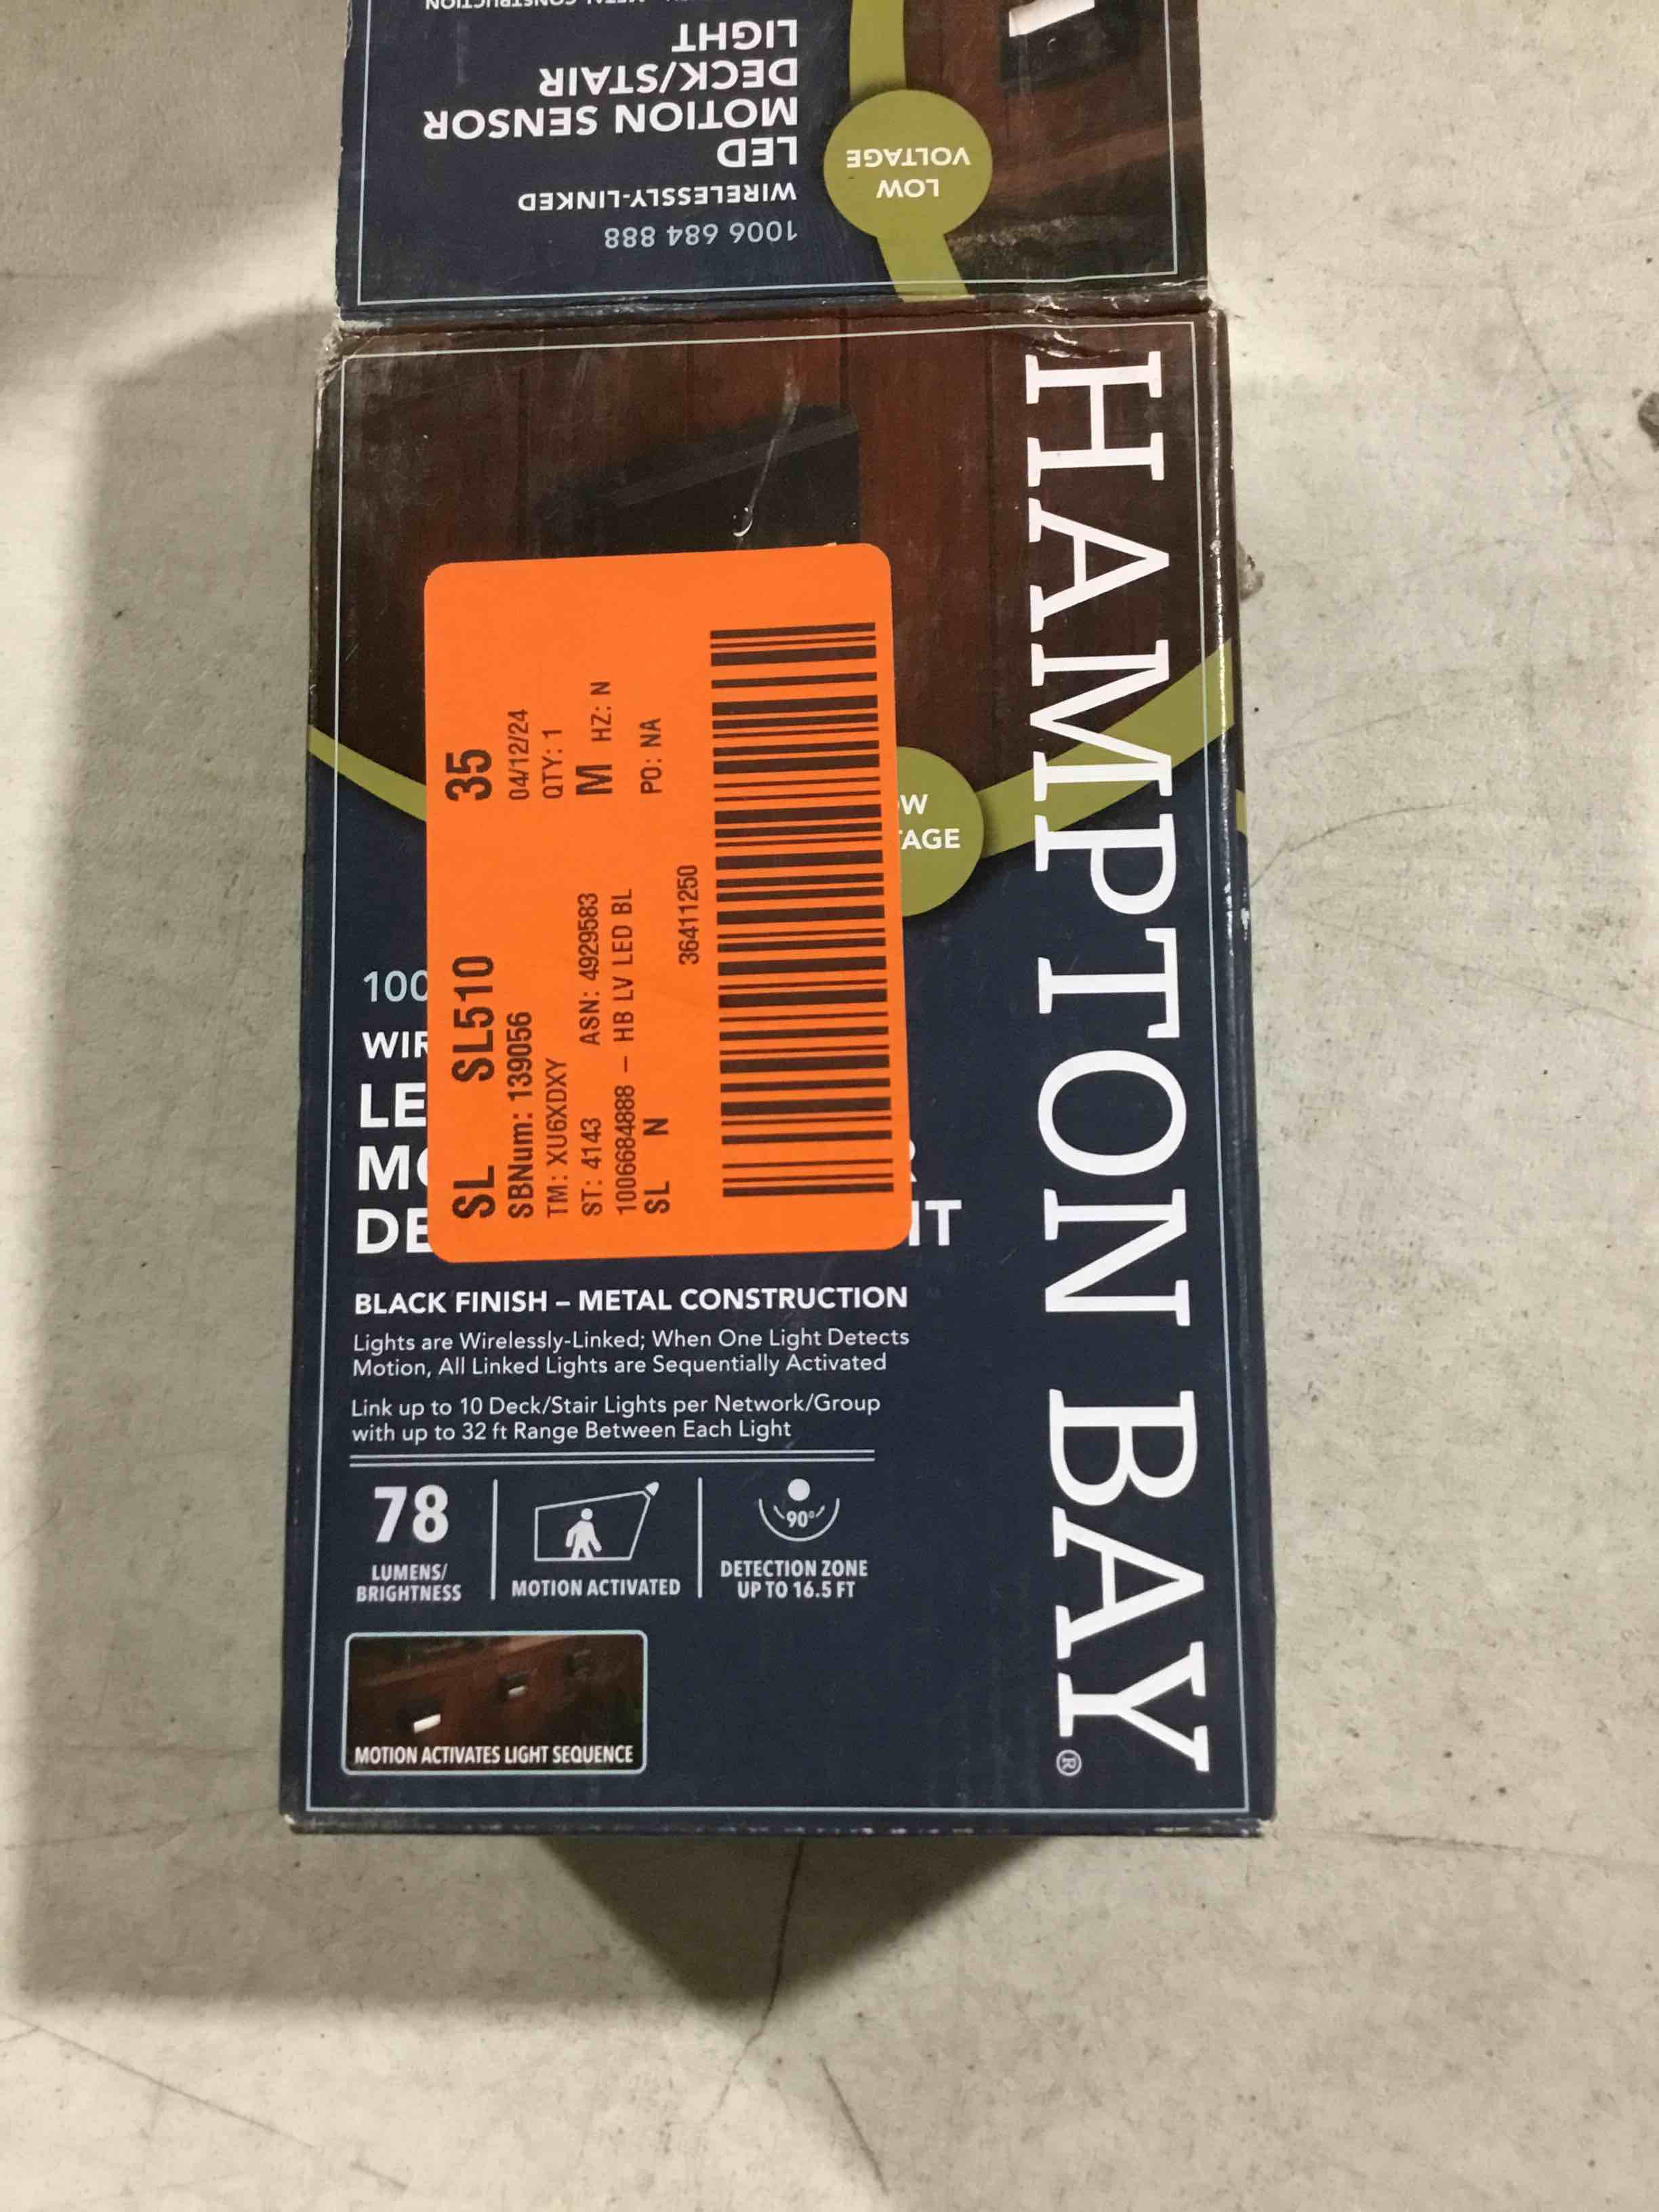 1006 684 888
WIRELESSLY-LINKED
LED
MOTION SENSOR
DECK/STAIR
LIGHT
LOW
VOLTAGE
HAMPTON BAY®
SL SL510 35
SBNum: 139056 04/12/24
TM: XU6XDXY QTY: 1
ST: 4143 ASN: 4929583 M HZ: N
1006684888 – HB LV LED BL
SL N PO: NA
36411250
OW
TAGE
100
WIR
LE
MO
DE
IT
BLACK FINISH – METAL CONSTRUCTION
Lights are Wirelessly-Linked; When One Light Detects
Motion, All Linked Lights are Sequentially Activated
Link up to 10 Deck/Stair Lights per Network/Group
with up to 32 ft Range Between Each Light
78
LUMENS/
BRIGHTNESS
MOTION ACTIVATED
90°
DETECTION ZONE
UP TO 16.5 FT
MOTION ACTIVATES LIGHT SEQUENCE